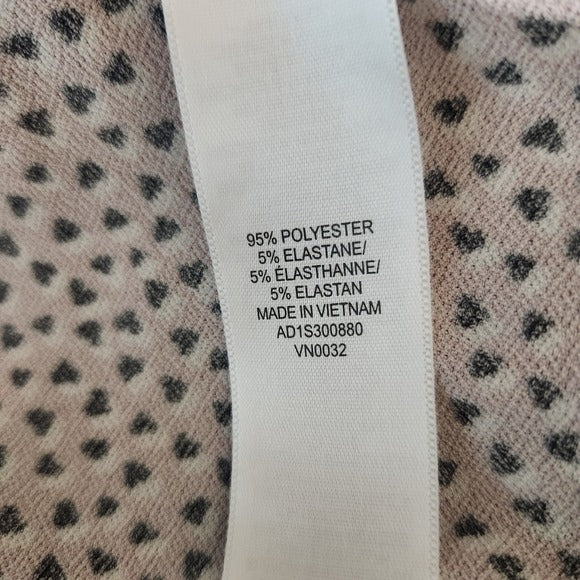 95% POLYESTER
5% ELASTANE/
5% ÉLASTHANNE/
5% ELASTAN
MADE IN VIETNAM
AD1S300880
VN0032